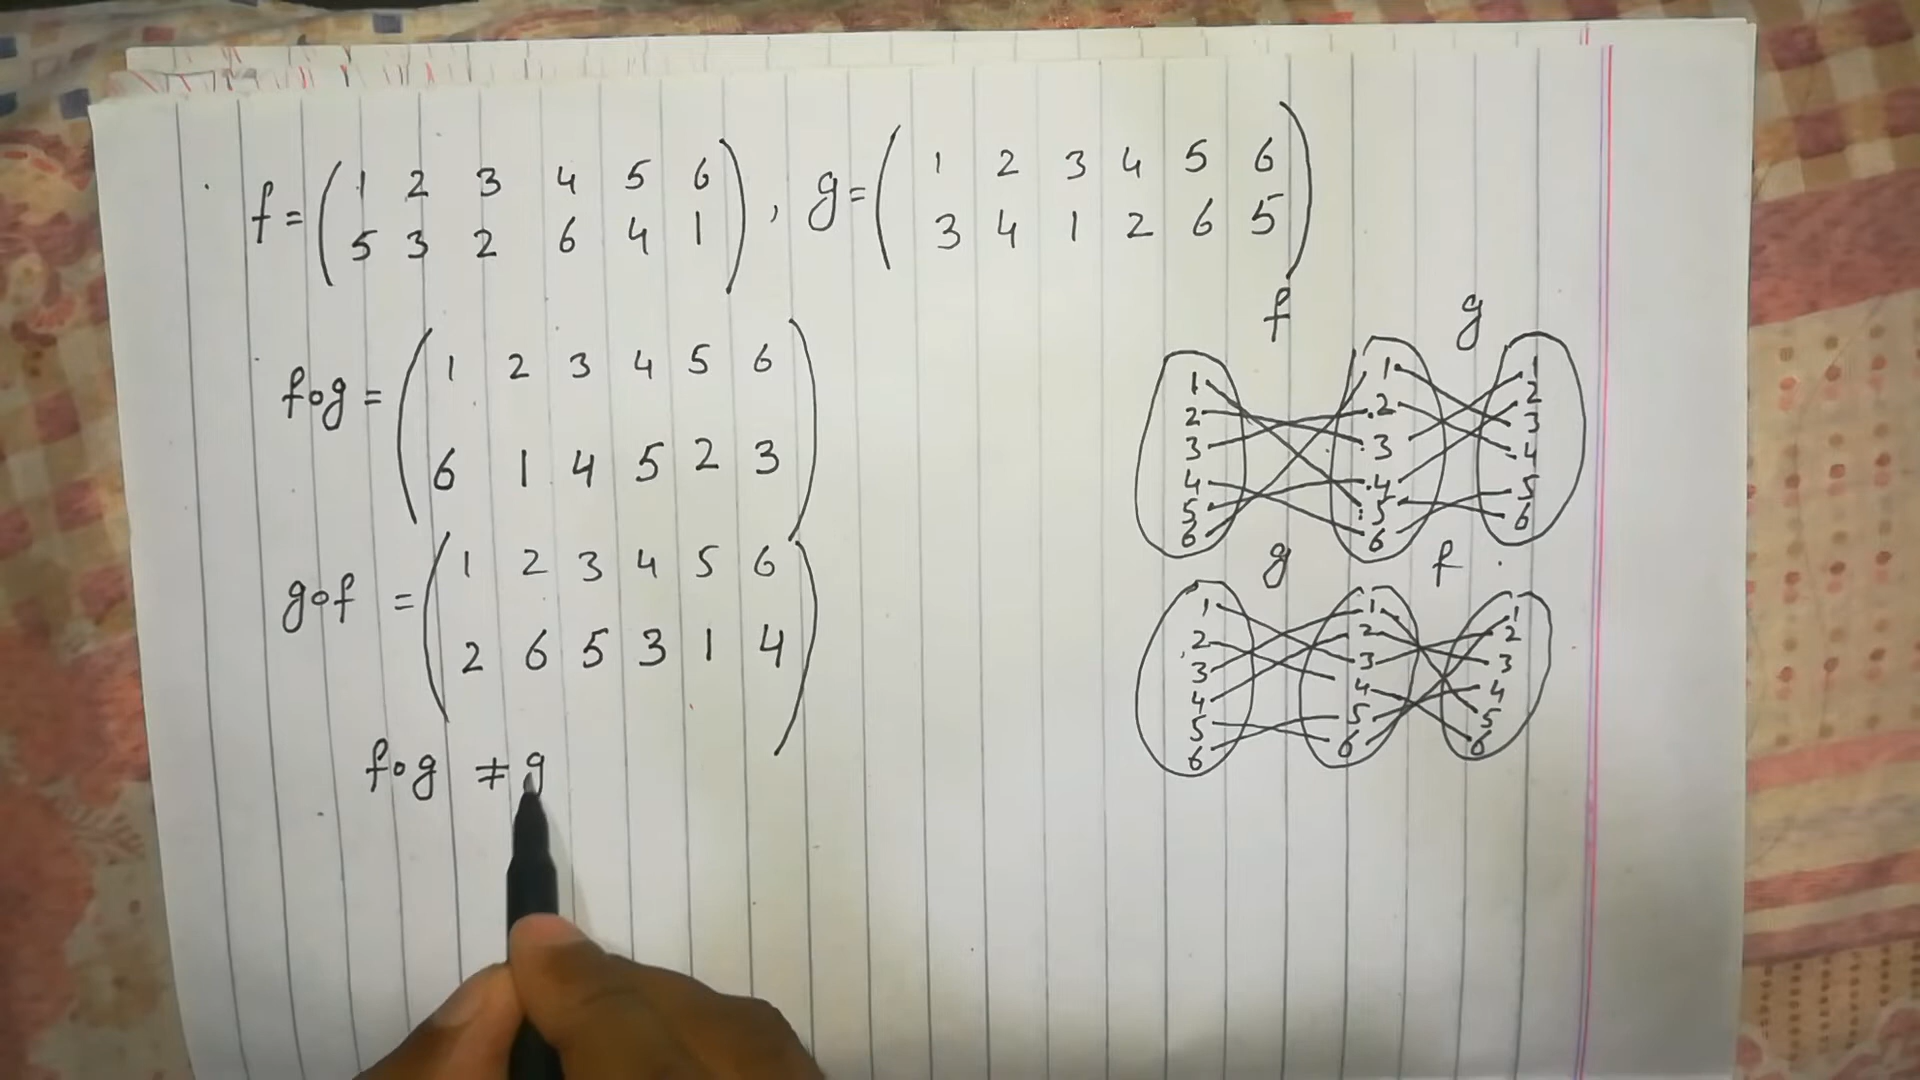 f = ( 1 2 3 4 5 6 ) , g = ( 1 2 3 4 5 6 )
5 3 2 6 4 1 3 4 1 2 6 5
f g
fog = ( 1 2 3 4 5 6 )
6 1 4 5 2 3
1 1 1
2 2 2
3 3 3
4 4 4
5 5 5
6 6 6
gof = ( 1 2 3 4 5 6 )
2 6 5 3 1 4
g f
1 1 1
2 2 2
3 3 3
4 4 4
5 5 5
6 6 6
fog ≠ g